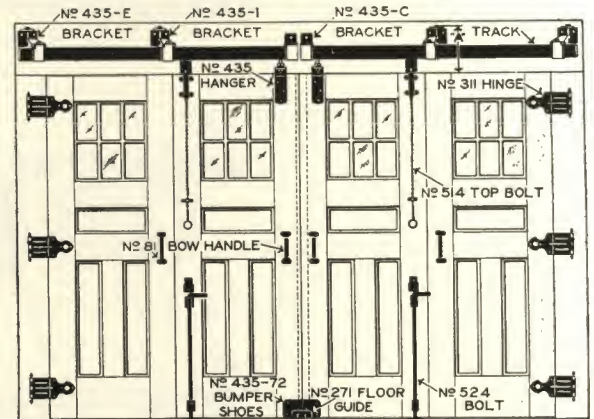 No 435-E
BRACKET
No 435-1
BRACKET
No 435-C
BRACKET
"A"
TRACK
No 435
HANGER
No 311 HINGE
No 514 TOP BOLT
No 81 BOW HANDLE
No 435-72
BUMPER
SHOES
No 271 FLOOR
GUIDE
No 524
BOLT